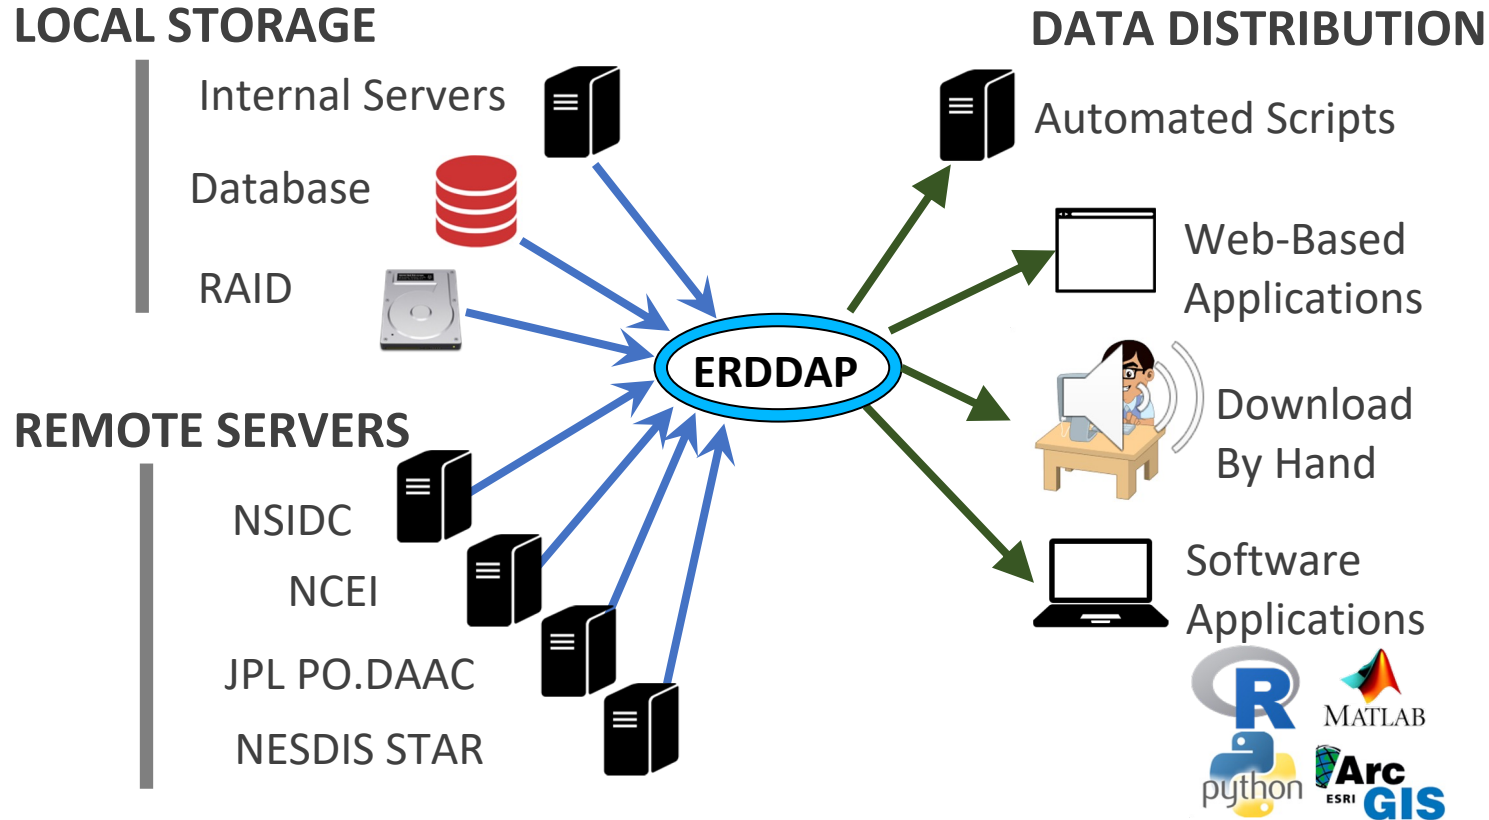 LOCAL STORAGE
Internal Servers
Database
RAID
REMOTE SERVERS
NSIDC
NCEI
JPL PO.DAAC
NESDIS STAR
ERDDAP
DATA DISTRIBUTION
Automated Scripts
Web-Based
Applications
Download
By Hand
Software
Applications
R
MATLAB
python
ESRI
Arc
GIS